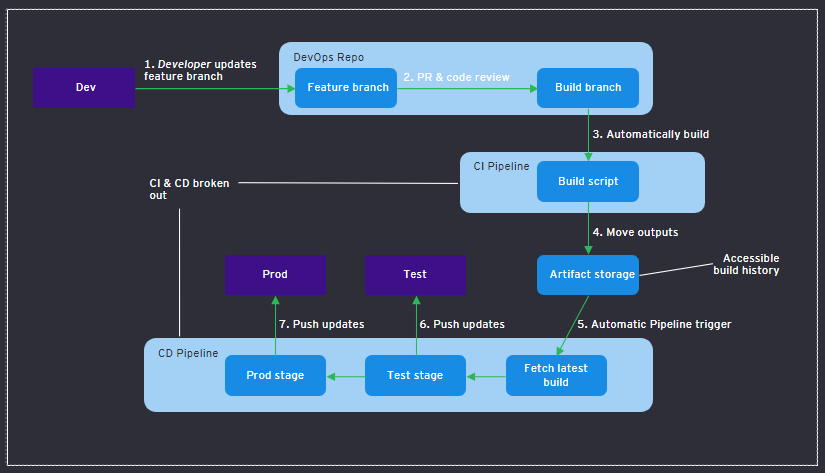 DevOps Repo
1. Developer updates
feature branch
Dev
Feature branch
2. PR & code review
Build branch
3. Automatically build
CI Pipeline
Build script
CI & CD broken
out
4. Move outputs
Artifact storage
Accessible
build history
Prod
Test
5. Automatic Pipeline trigger
6. Push updates
7. Push updates
CD Pipeline
Fetch latest
build
Test stage
Prod stage